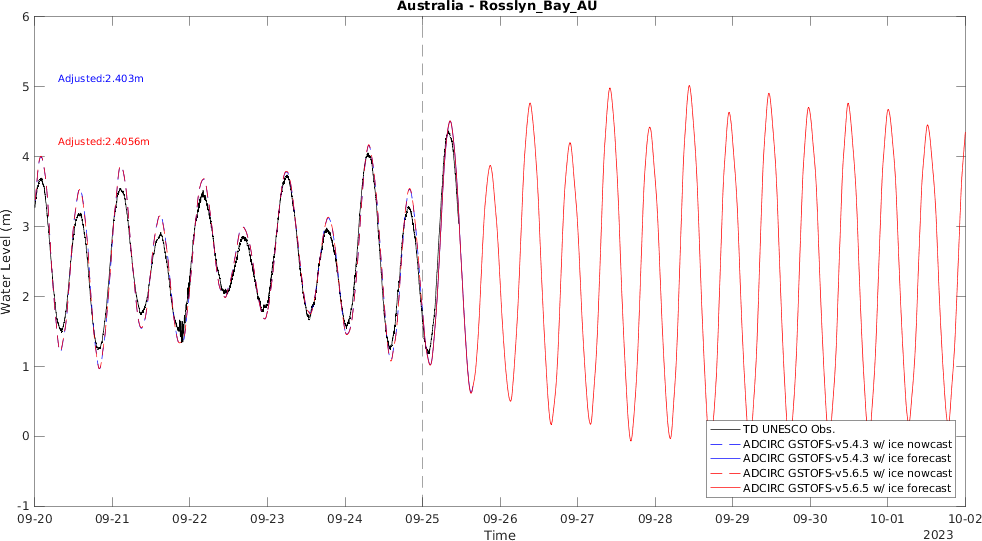 Australia - Rosslyn_Bay_AU
6
5
4
3
2
1
0
-1
Water Level (m)
Adjusted:2.403m
Adjusted:2.4056m
TD UNESCO Obs.
ADCIRC GSTOFS-v5.4.3 w/ ice nowcast
ADCIRC GSTOFS-v5.4.3 w/ ice forecast
ADCIRC GSTOFS-v5.6.5 w/ ice nowcast
ADCIRC GSTOFS-v5.6.5 w/ ice forecast
09-20 09-21 09-22 09-23 09-24 09-25 09-26 09-27 09-28 09-29 09-30 10-01 10-02
Time
2023